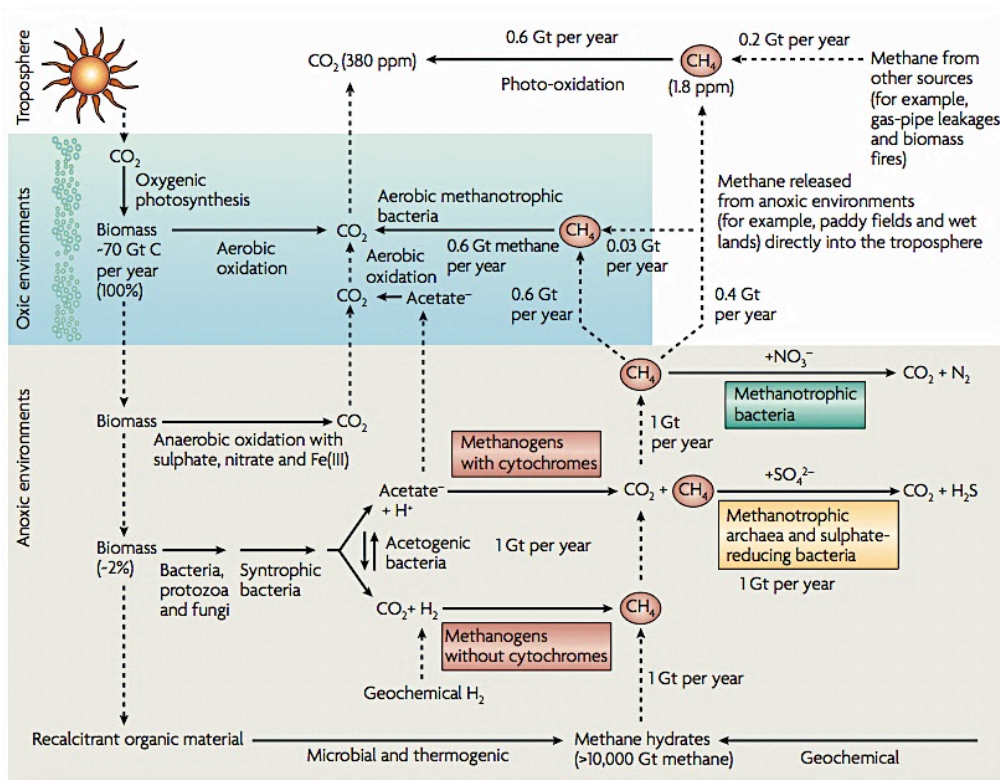 Troposphere
CO₂ (380 ppm)
0.6 Gt per year
Photo-oxidation
CH₄
(1.8 ppm)
0.2 Gt per year
Methane from
other sources
(for example,
gas-pipe leakages
and biomass
fires)
Oxic environments
CO₂
Oxygenic
photosynthesis
Biomass
~70 Gt C
per year
(100%)
Aerobic
oxidation
CO₂
Aerobic methanotrophic
bacteria
0.6 Gt methane
per year
CH₄
0.03 Gt
per year
Methane released
from anoxic environments
(for example, paddy fields and wet
lands) directly into the troposphere
Aerobic
oxidation
CO₂
Acetate⁻
0.6 Gt
per year
0.4 Gt
per year
Anoxic environments
CH₄
+NO₃⁻
CO₂ + N₂
Methanotrophic
bacteria
Biomass
CO₂
Anaerobic oxidation with
sulphate, nitrate and Fe(III)
1 Gt
per year
Methanogens
with cytochromes
Acetate⁻
+ H⁺
CO₂ + CH₄
+SO₄²⁻
CO₂ + H₂S
Methanotrophic
archaea and sulphate-
reducing bacteria
1 Gt per year
Biomass
(~2%)
Bacteria,
protozoa
and fungi
Syntrophic
bacteria
Acetogenic
bacteria
1 Gt per year
CO₂+ H₂
CH₄
Methanogens
without cytochromes
Geochemical H₂
1 Gt per year
Recalcitrant organic material
Microbial and thermogenic
Methane hydrates
(>10,000 Gt methane)
Geochemical